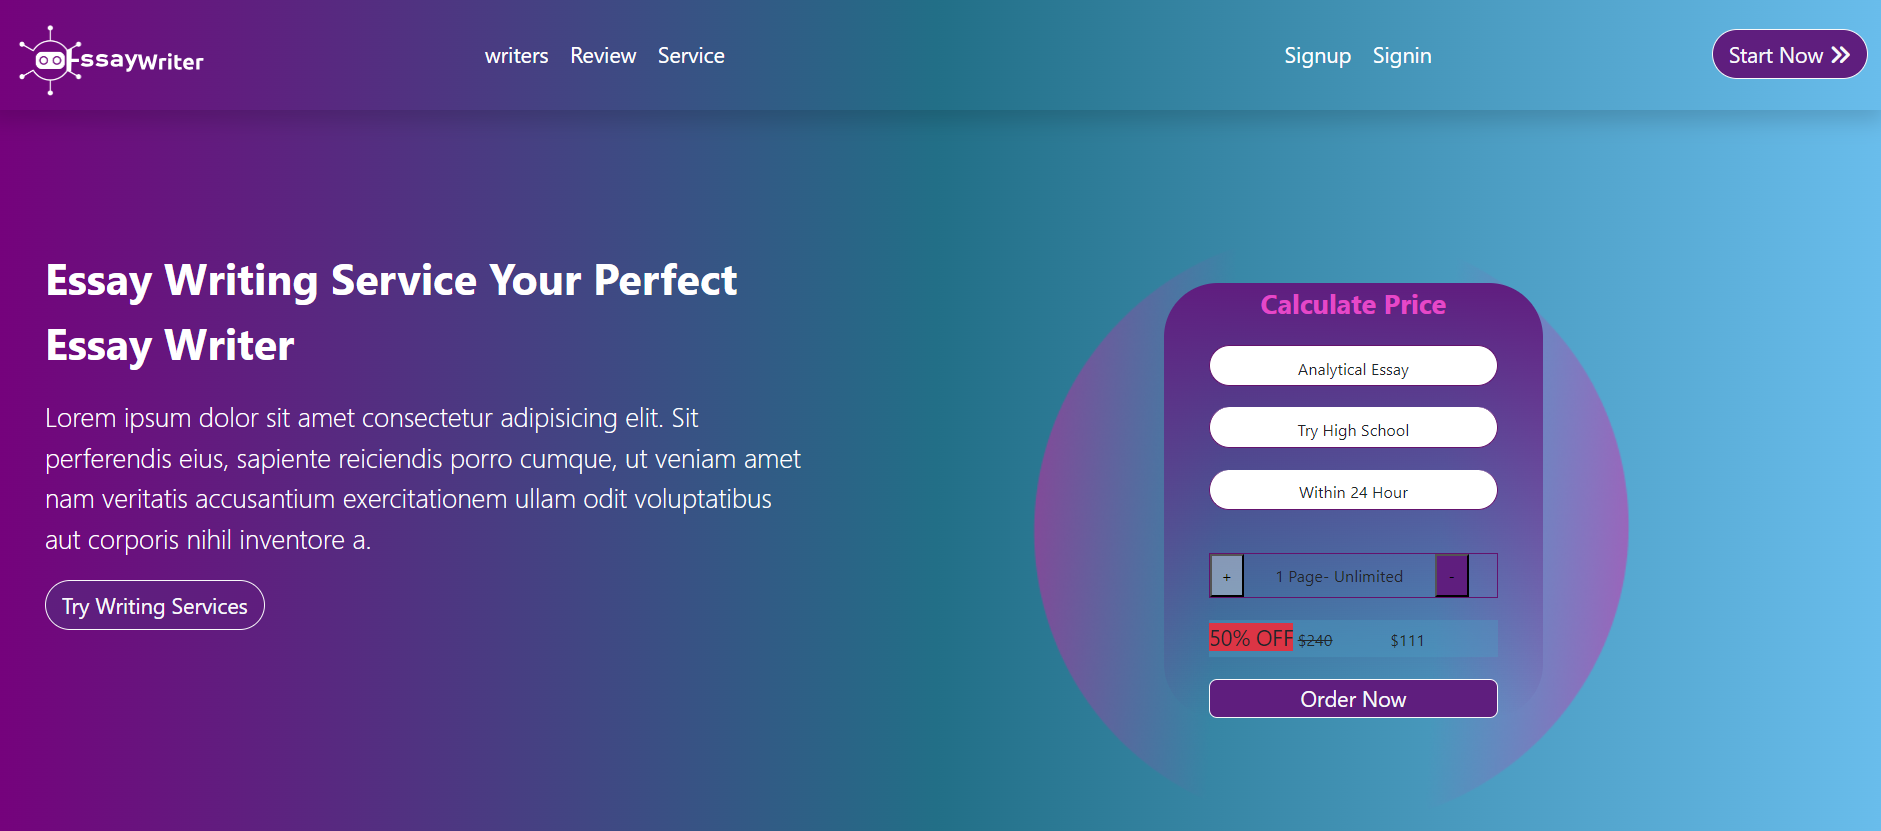 EssayWriter
writers Review Service
Signup Signin
Start Now
Essay Writing Service Your Perfect
Essay Writer
Lorem ipsum dolor sit amet consectetur adipisicing elit. Sit
perferendis eius, sapiente reiciendis porro cumque, ut veniam amet
nam veritatis accusantium exercitationem ullam odit voluptatibus
aut corporis nihil inventore a.
Try Writing Services
Calculate Price
Analytical Essay
Try High School
Within 24 Hour
+ 1 Page- Unlimited -
50% OFF $240 $111
Order Now